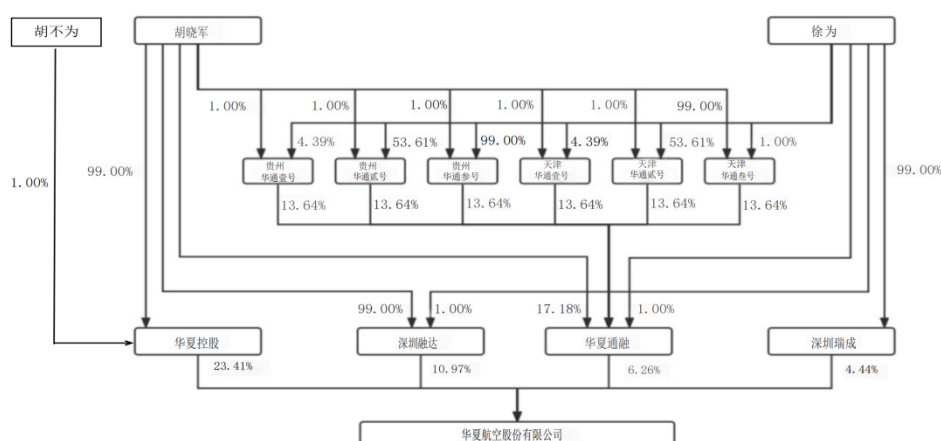 胡不为
胡晓军
徐为
1.00%
1.00%
1.00%
1.00%
1.00%
99.00%
4.39%
53.61%
99.00%
4.39%
53.61%
1.00%
贵州
华通壹号
贵州
华通贰号
贵州
华通参号
天津
华通壹号
天津
华通贰号
天津
华通叁号
1.00%
99.00%
99.00%
13.64%
13.64%
13.64%
13.64%
13.64%
13.64%
99.00%
1.00%
17.18%
1.00%
华夏控股
深圳融达
华夏通融
深圳瑞成
23.41%
10.97%
6.26%
4.44%
华夏航空股份有限公司